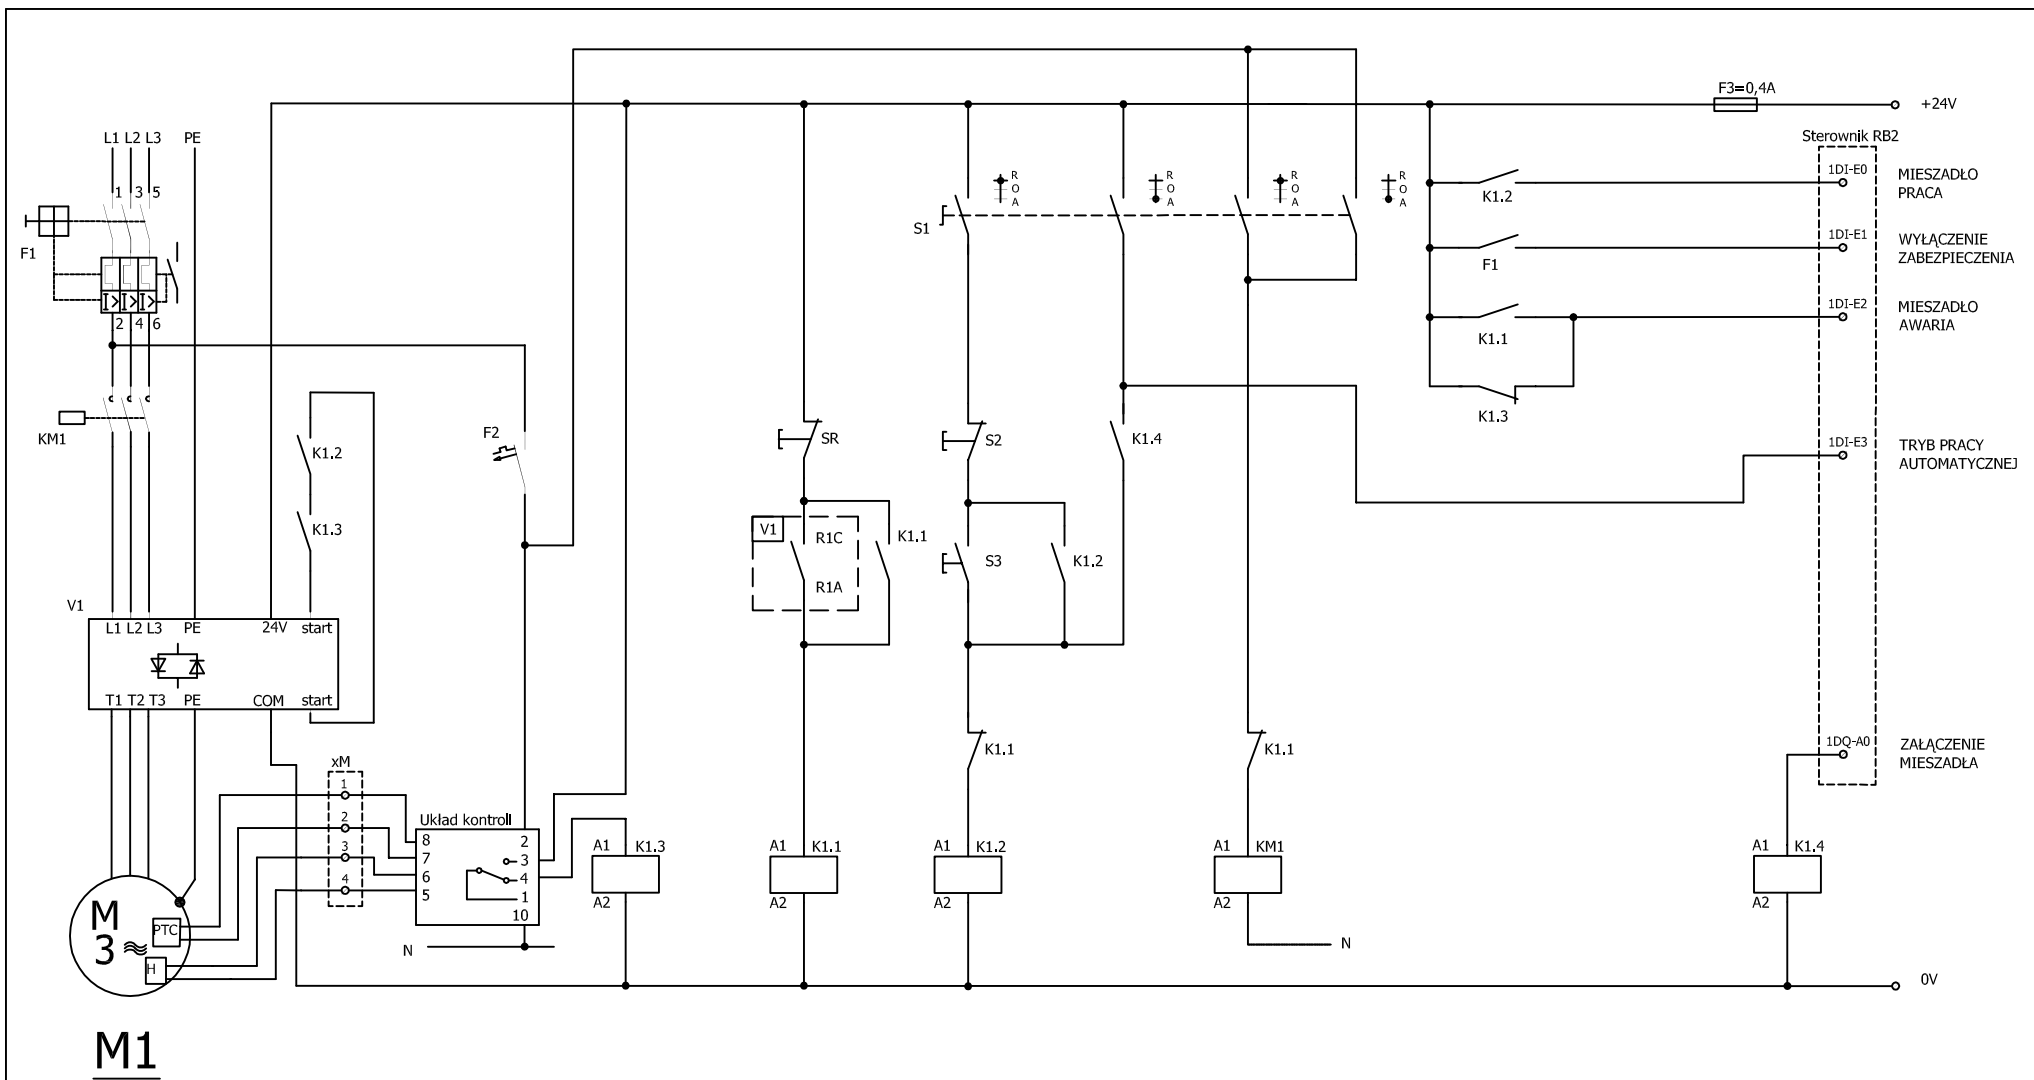 F3=0,4A
+24V
Sterownik RB2
L1 L2 L3 PE
1 3 5
F1
2 4 6
KM1
K1.2
K1.3
F2
V1
L1 L2 L3 PE 24V start
T1 T2 T3 PE COM start
xM
1
2
3
4
Układ kontroli
8 2
7 3
6 4
5 1
10
N
M
3
PTC
H
M1
A1 K1.3
A2
SR
V1
R1C
R1A
K1.1
A1 K1.1
A2
S1
R
O
A
R
O
A
R
O
A
R
O
A
S2
S3
K1.2
K1.4
K1.1
A1 K1.2
A2
K1.1
A1 KM1
A2
N
K1.2
F1
K1.1
K1.3
1DI-E0
MIESZADŁO
PRACA
1DI-E1
WYŁĄCZENIE
ZABEZPIECZENIA
1DI-E2
MIESZADŁO
AWARIA
1DI-E3
TRYB PRACY
AUTOMATYCZNEJ
1DQ-A0
ZAŁĄCZENIE
MIESZADŁA
A1 K1.4
A2
0V